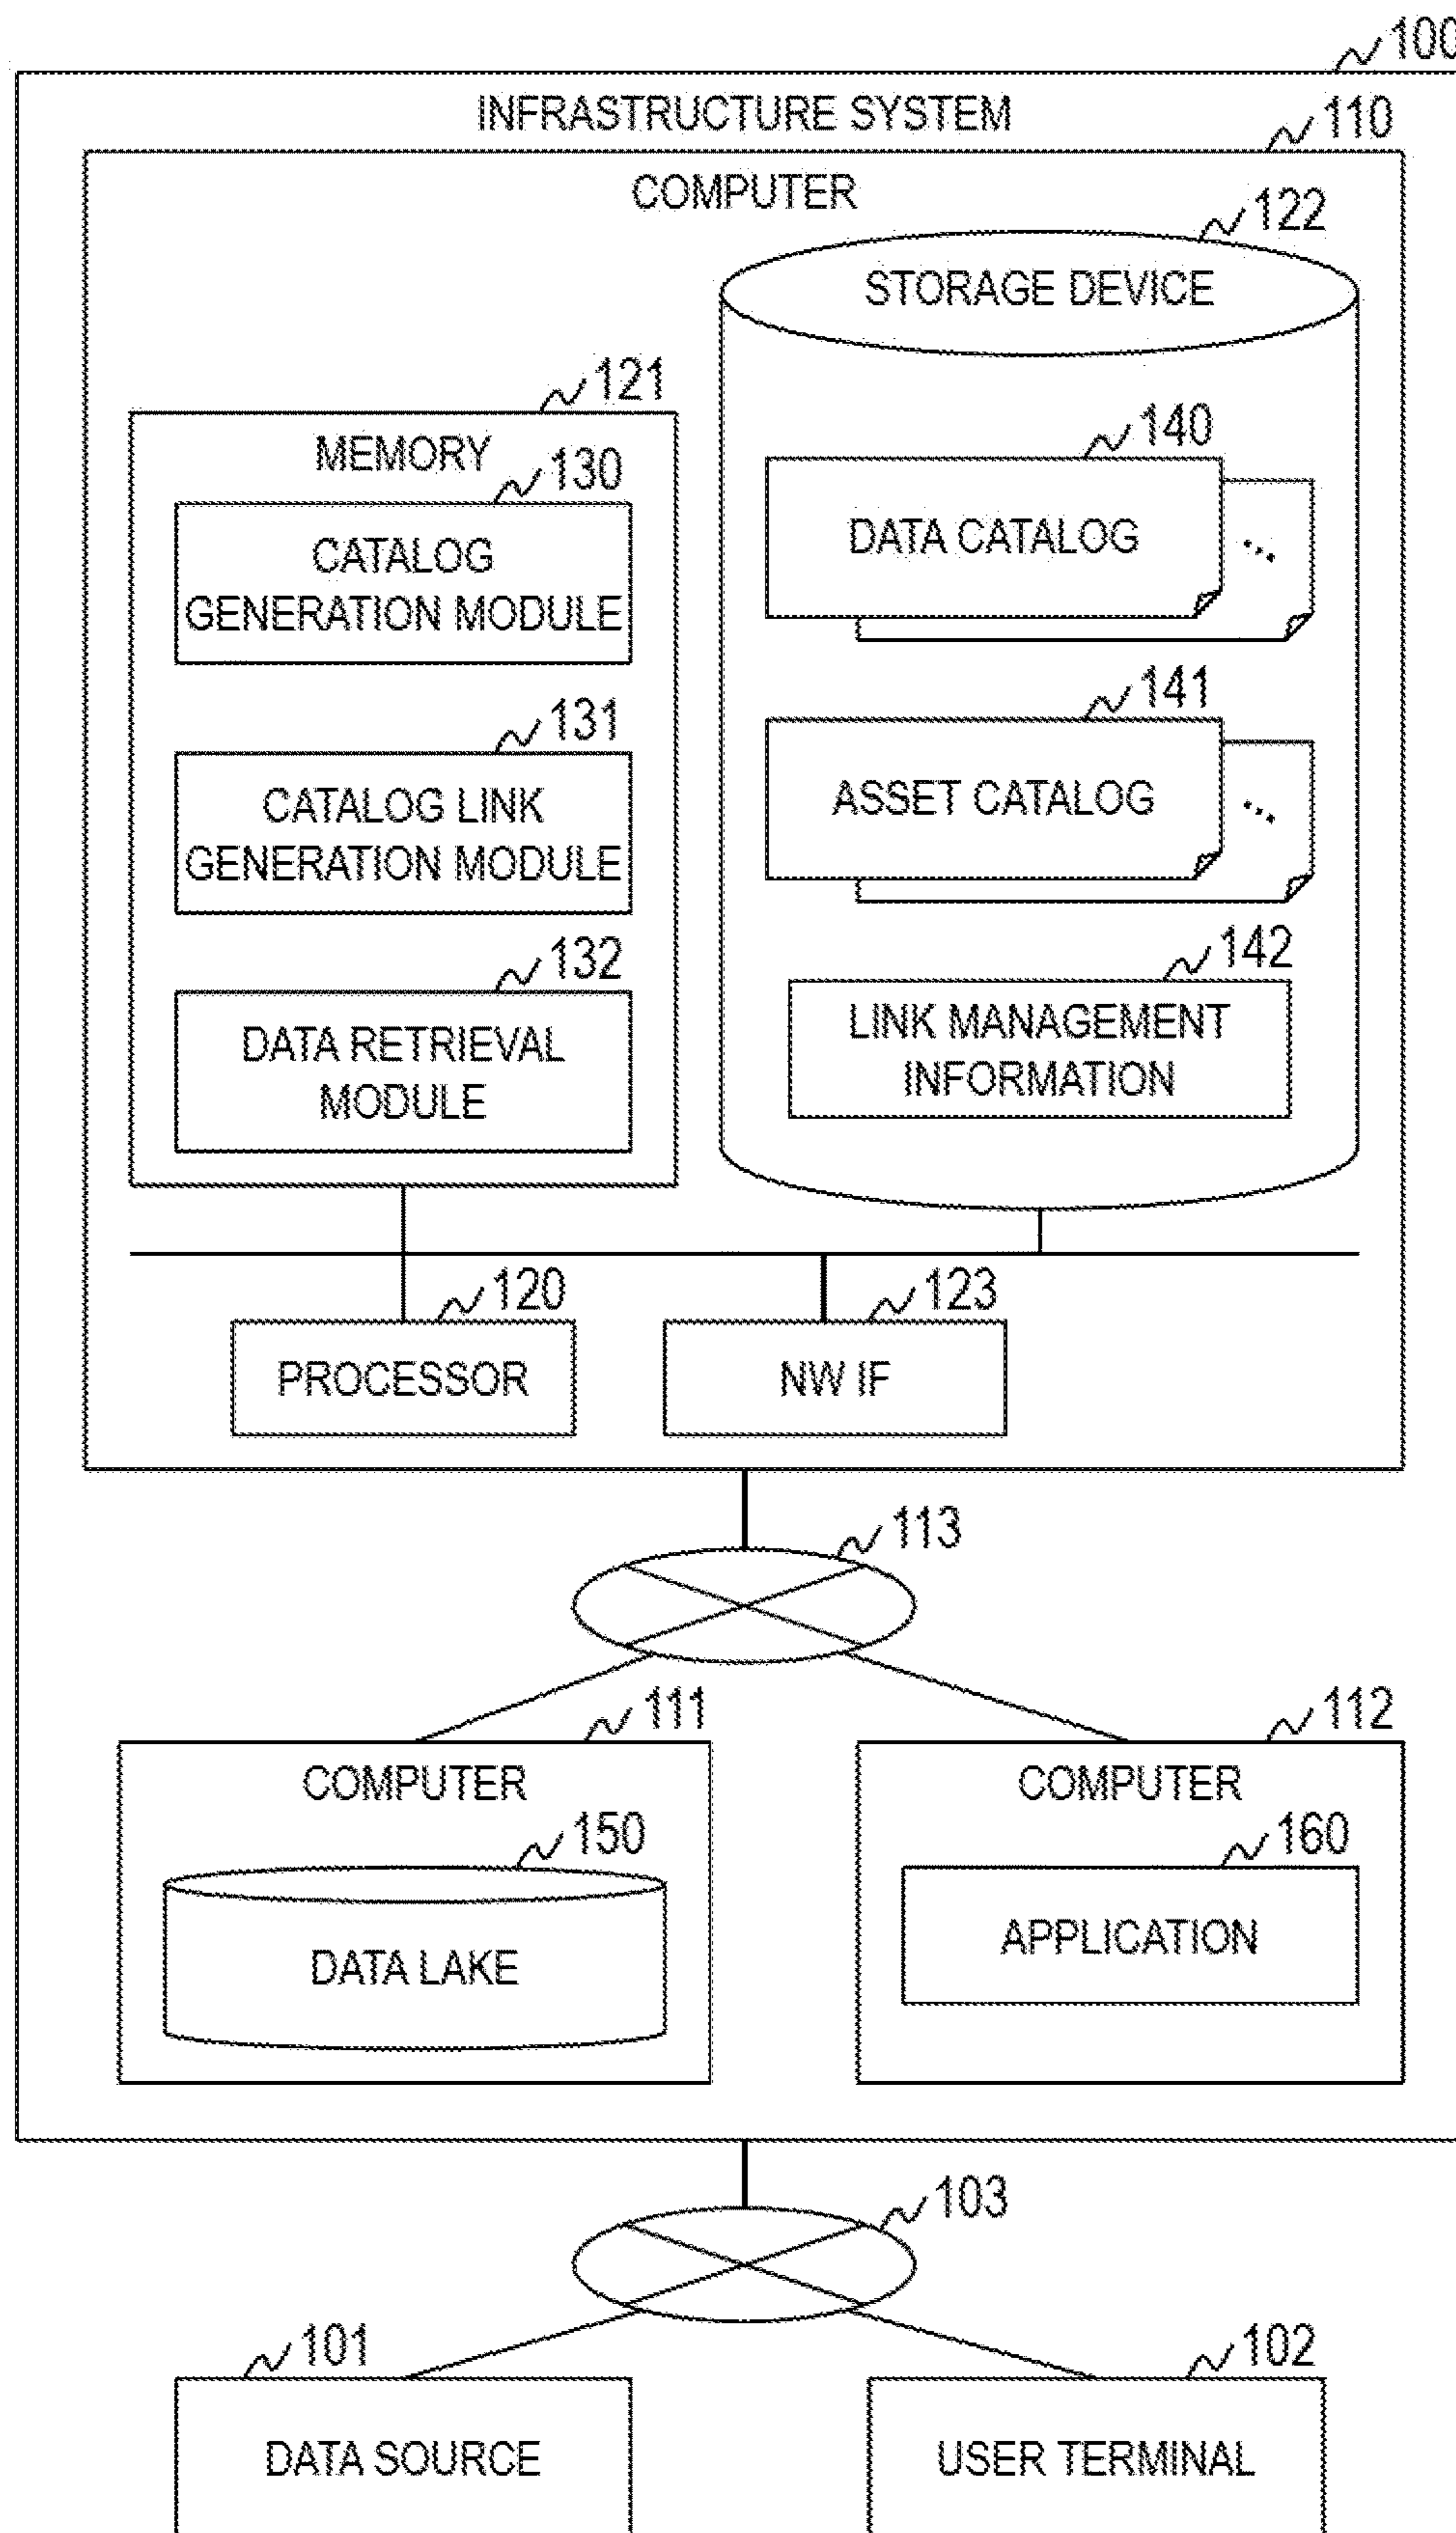 100
INFRASTRUCTURE SYSTEM
110
COMPUTER
122
STORAGE DEVICE
121
MEMORY
130
CATALOG
GENERATION MODULE
131
CATALOG LINK
GENERATION MODULE
132
DATA RETRIEVAL
MODULE
140
DATA CATALOG
...
141
ASSET CATALOG
...
142
LINK MANAGEMENT
INFORMATION
120
PROCESSOR
123
NW IF
113
111
COMPUTER
150
DATA LAKE
112
COMPUTER
160
APPLICATION
103
101
DATA SOURCE
102
USER TERMINAL